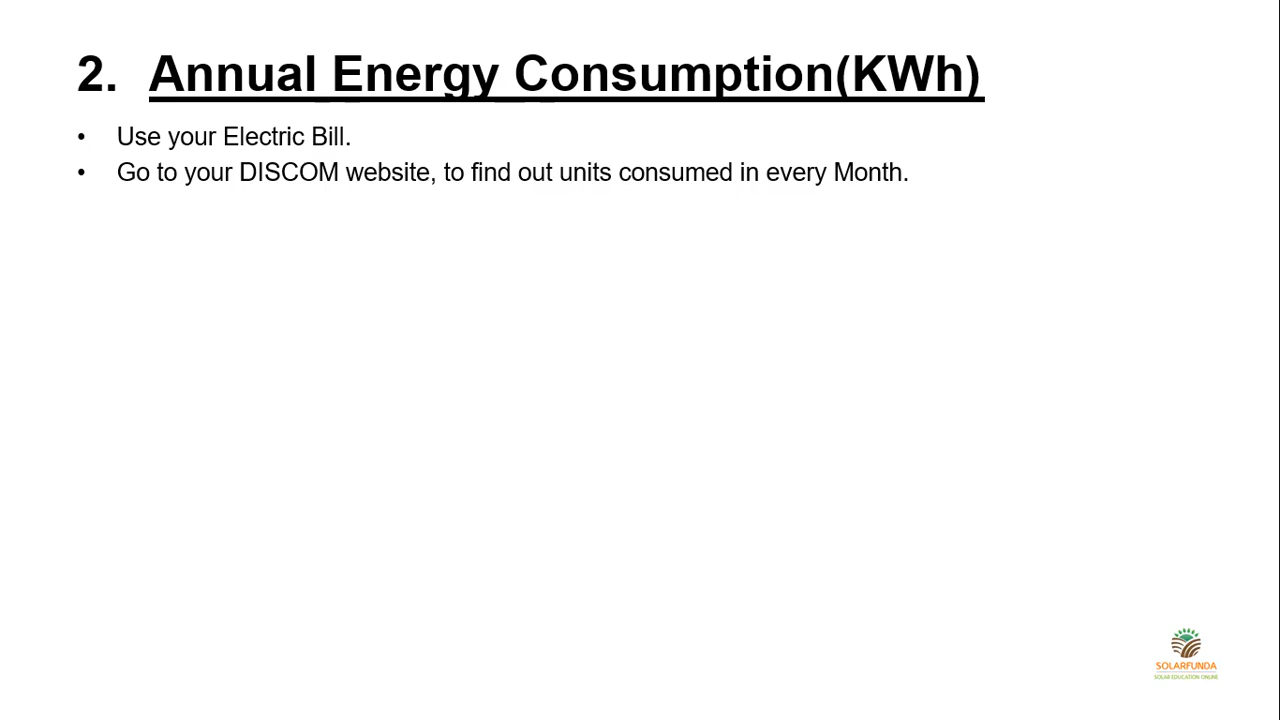 2. Annual Energy Consumption(KWh)
• Use your Electric Bill.
• Go to your DISCOM website, to find out units consumed in every Month.
SOLARFUNDA
SOLAR EDUCATION ONLINE